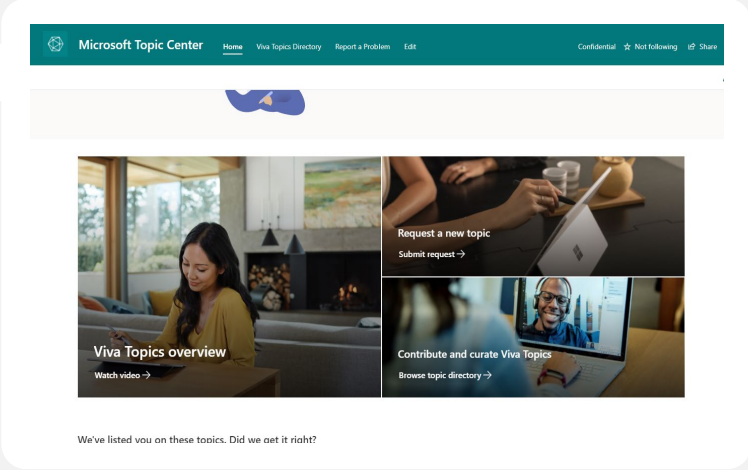 Microsoft Topic Center
Home
Viva Topics Directory
Report a Problem
Edit
Confidential
Not following
Share
Request a new topic
Submit request →
Viva Topics overview
Watch video →
Contribute and curate Viva Topics
Browse topic directory →
We've listed you on these topics. Did we get it right?